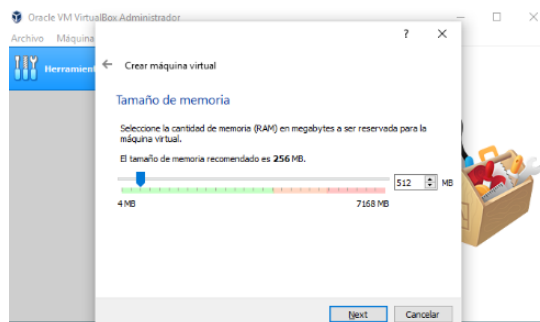 Oracle VM VirtualBox Administrador
Archivo Máquina
? ×
Herramien
← Crear máquina virtual
Tamaño de memoria
Seleccione la cantidad de memoria (RAM) en megabytes a ser reservada para la
máquina virtual.
El tamaño de memoria recomendado es 256 MB.
512 MB
4 MB 7168 MB
Next Cancelar